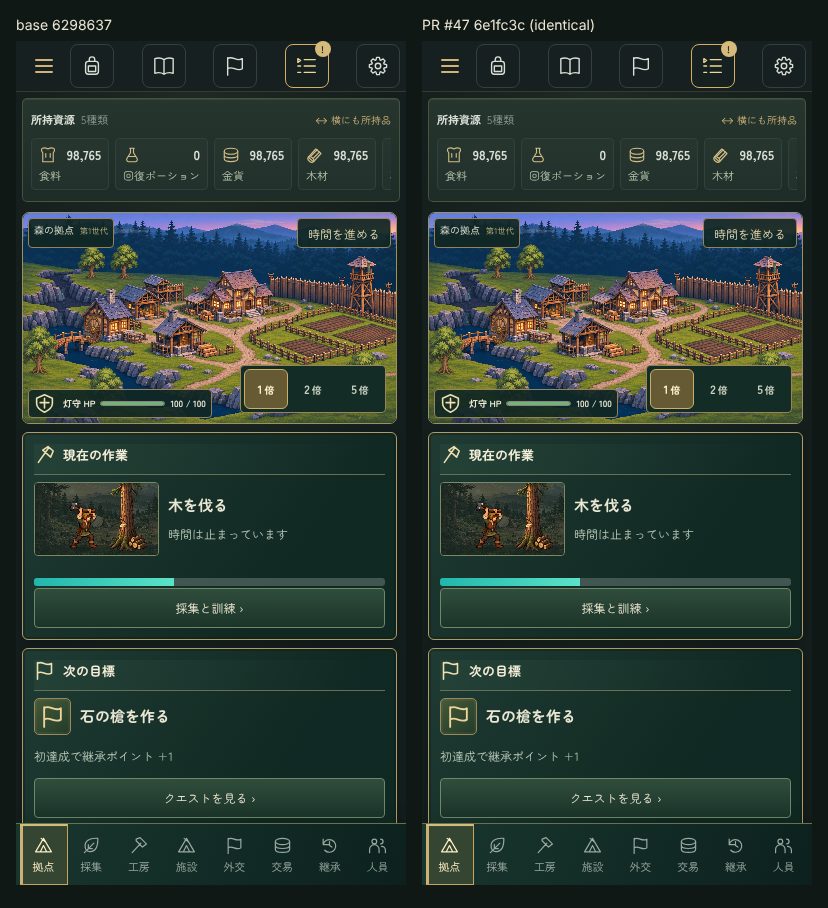 base 6298637
!
所持資源 5種類 ↔ 横にも所持品
98,765 0 98,765 98,765
食料 回復ポーション 金貨 木材
森の拠点 第1世代 時間を進める
1倍 2倍 5倍
灯守 HP 100 / 100
現在の作業
木を伐る
時間は止まっています
採集と訓練 ›
次の目標
石の槍を作る
初達成で継承ポイント +1
クエストを見る ›
拠点 採集 工房 施設 外交 交易 継承 人員
PR #47 6e1fc3c (identical)
!
所持資源 5種類 ↔ 横にも所持品
98,765 0 98,765 98,765
食料 回復ポーション 金貨 木材
森の拠点 第1世代 時間を進める
1倍 2倍 5倍
灯守 HP 100 / 100
現在の作業
木を伐る
時間は止まっています
採集と訓練 ›
次の目標
石の槍を作る
初達成で継承ポイント +1
クエストを見る ›
拠点 採集 工房 施設 外交 交易 継承 人員